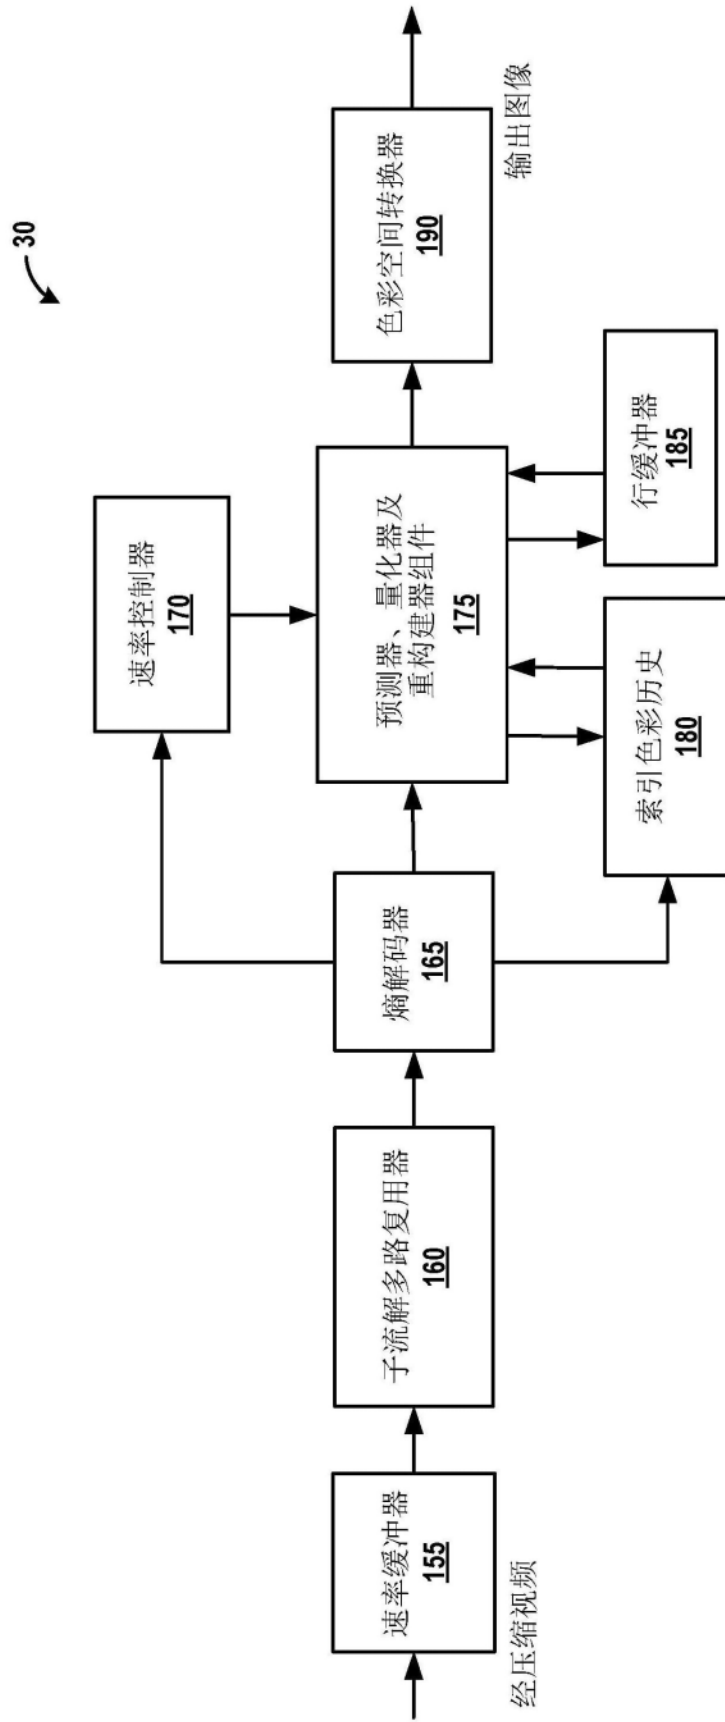 30
速率控制器
170
速率缓冲器
155
子流解多路复用器
160
熵解码器
165
预测器、量化器及
重构建器组件
175
色彩空间转换器
190
经压缩视频
输出图像
索引色彩历史
180
行缓冲器
185